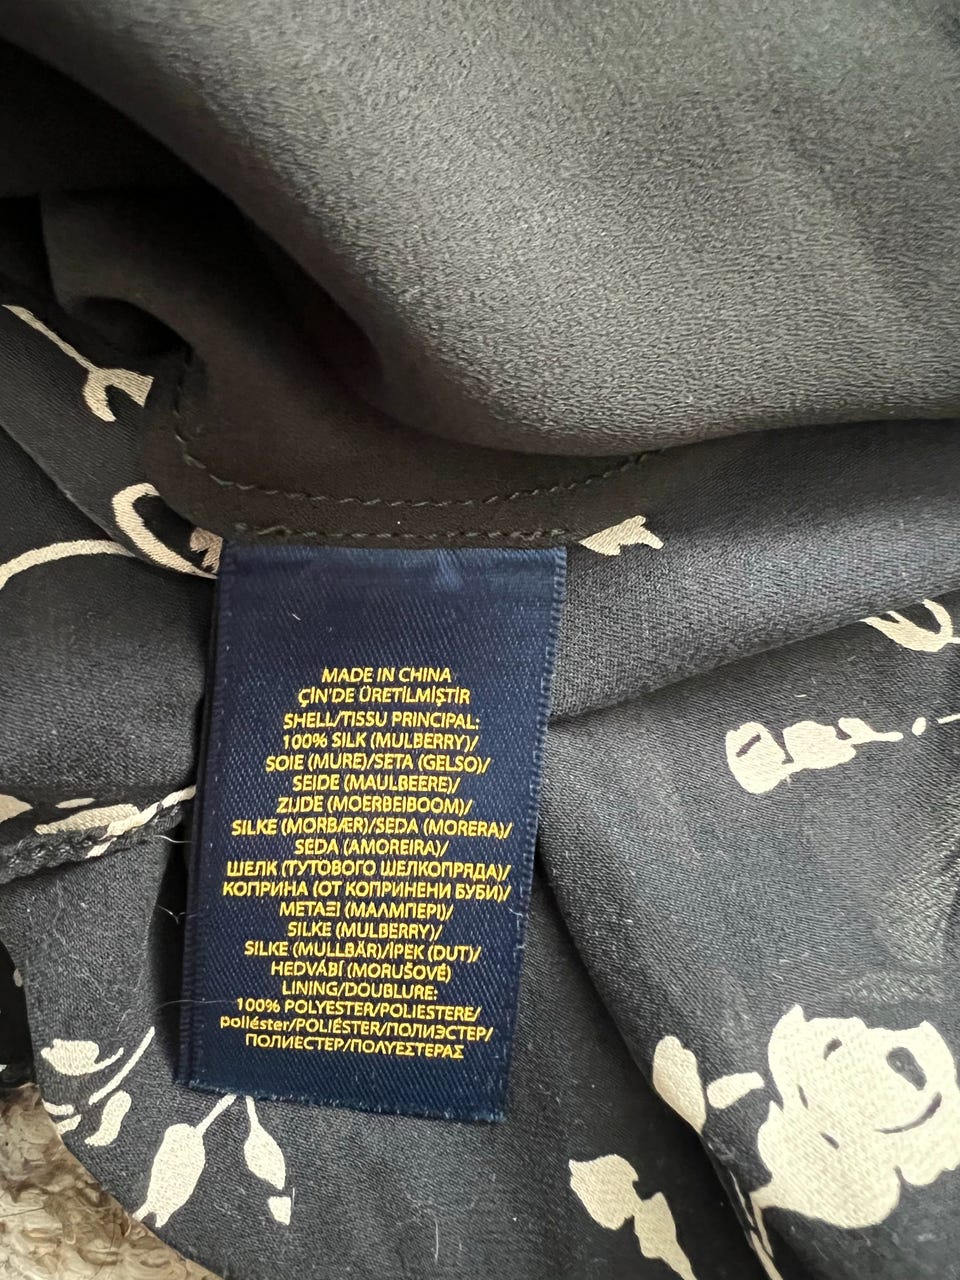 MADE IN CHINA
ÇİN'DE ÜRETİLMİŞTİR
SHELL/TISSU PRINCIPAL:
100% SILK (MULBERRY)/
SOIE (MURE)/SETA (GELSO)/
SEIDE (MAULBEERE)/
ZIJDE (MOERBEIBOOM)/
SILKE (MORBÆR)/SEDA (MORERA)/
SEDA (AMOREIRA)/
ШЕЛК (ТУТОВОГО ШЕЛКОПРЯДА)/
КОПРИНА (ОТ КОПРИНЕНИ БУБИ)/
ΜΕΤΑΞΙ (ΜΑΛΜΠΕΡΙ)/
SILKE (MULBERRY)/
SILKE (MULLBÄR)/İPEK (DUT)/
HEDVÁBÍ (MORUŠOVÉ)
LINING/DOUBLURE:
100% POLYESTER/POLIESTERE/
poliéster/POLIÉSTER/ПОЛИЭСТЕР/
ПОЛИЕСТЕР/ΠΟΛΥΕΣΤΕΡΑΣ